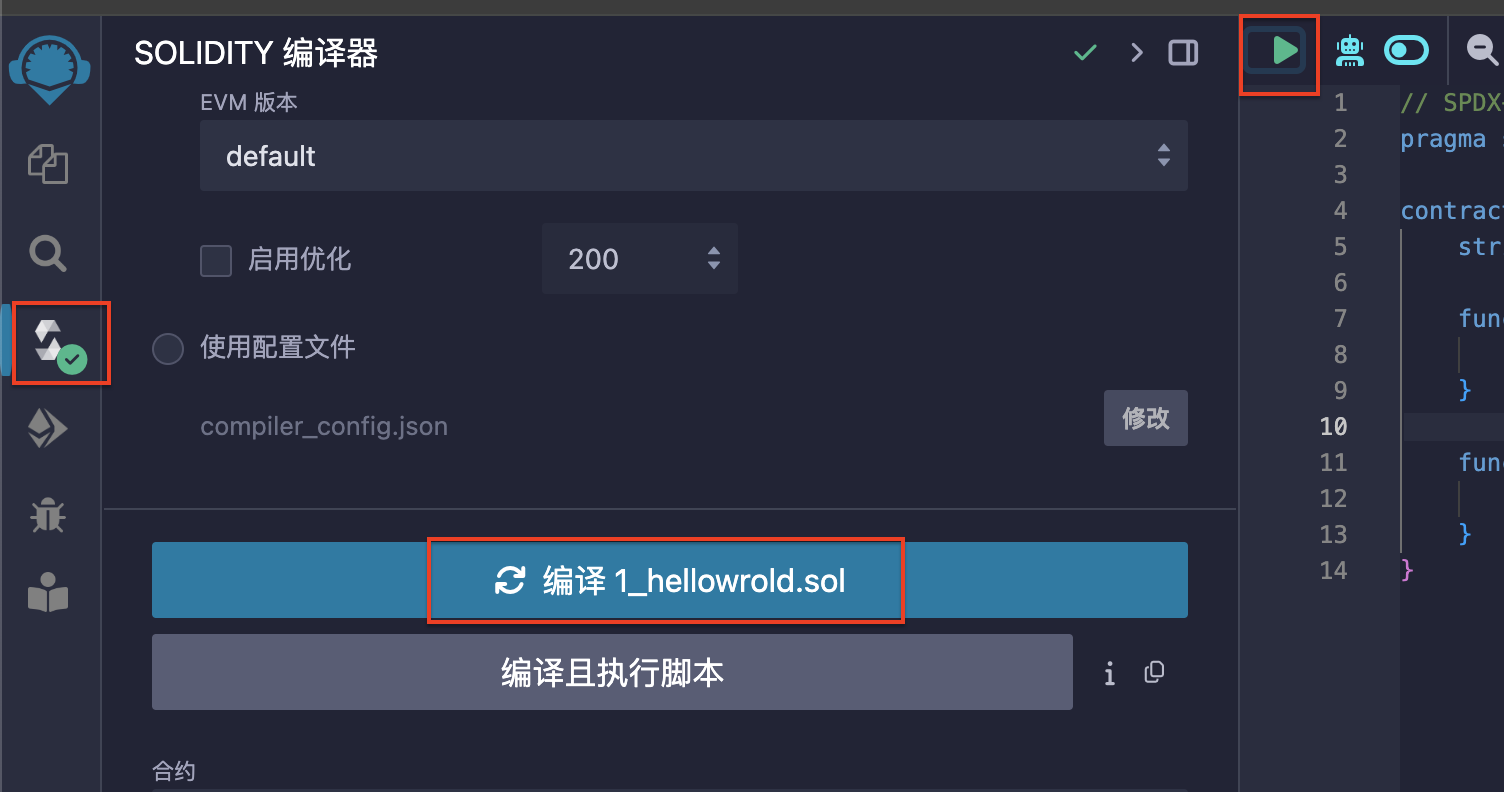 SOLIDITY 编译器
EVM 版本
default
启用优化
200
使用配置文件
compiler_config.json
修改
编译 1_hellowrold.sol
编译且执行脚本
i
合约
1 // SPDX
2 pragma
3
4 contract
5 str
6
7 fun
8
9 }
10
11 fun
12
13 }
14 }